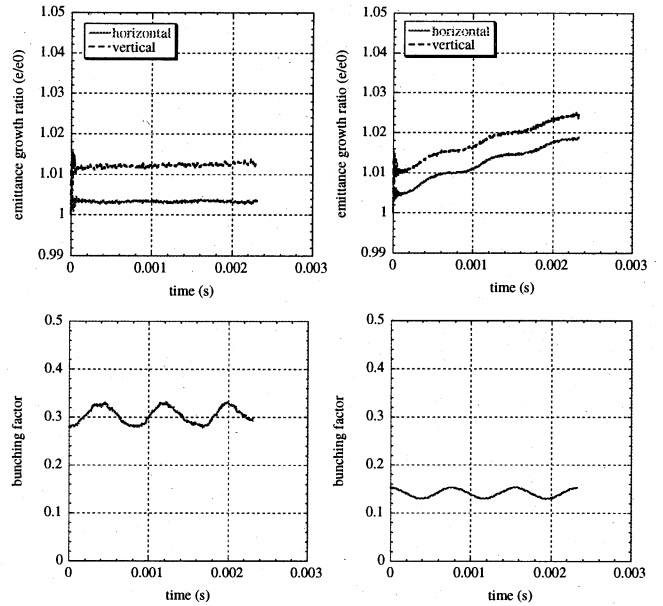 emittance growth ratio (e/e0)
1.05
1.04
1.03
1.02
1.01
1
0.99
horizontal
vertical
0 0.001 0.002 0.003
time (s)
emittance growth ratio (e/e0)
1.05
1.04
1.03
1.02
1.01
1
0.99
horizontal
vertical
0 0.001 0.002 0.003
time (s)
bunching factor
0.5
0.4
0.3
0.2
0.1
0
0 0.001 0.002 0.003
time (s)
bunching factor
0.5
0.4
0.3
0.2
0.1
0
0 0.001 0.002 0.003
time (s)